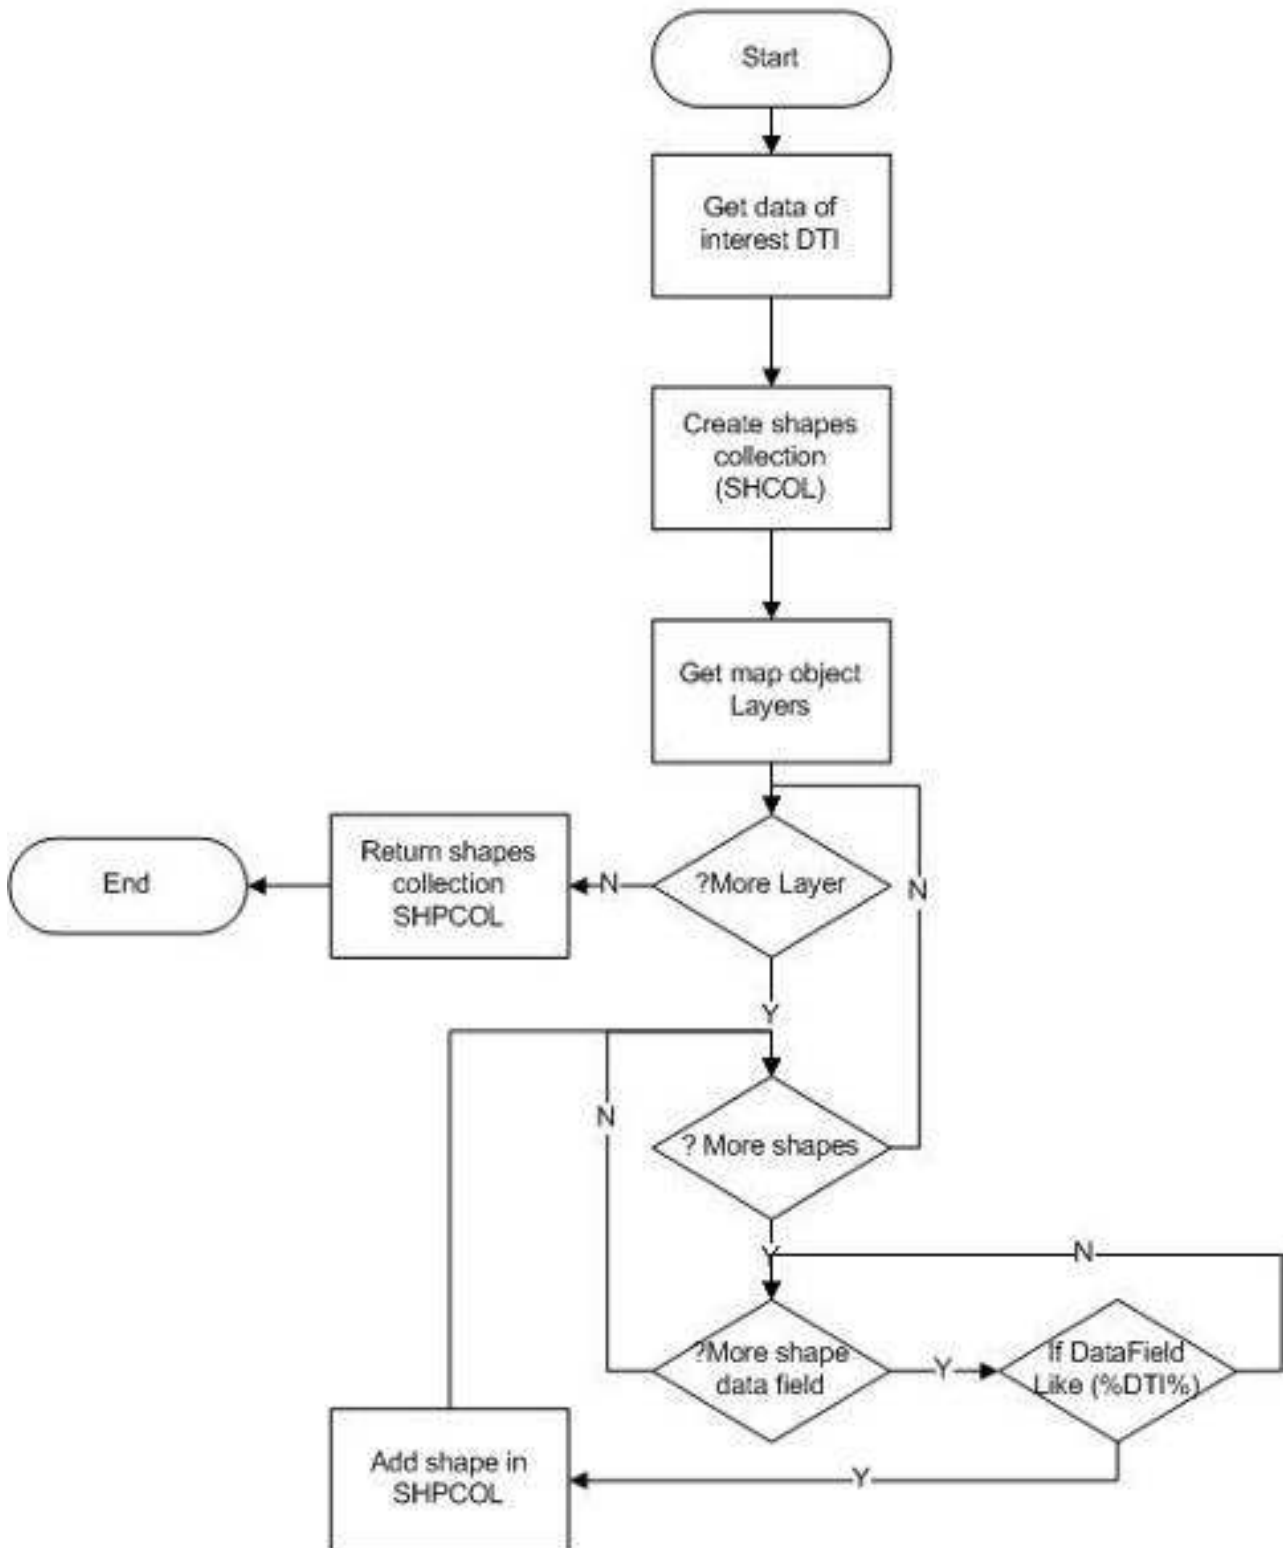 Start
Get data of
interest DTI
Create shapes
collection
(SHCOL)
Get map object
Layers
?More Layer
N
N
Return shapes
collection
SHPCOL
End
Y
? More shapes
N
Y
N
?More shape
data field
Y
If DataField
Like (%DTI%)
Y
Add shape in
SHPCOL